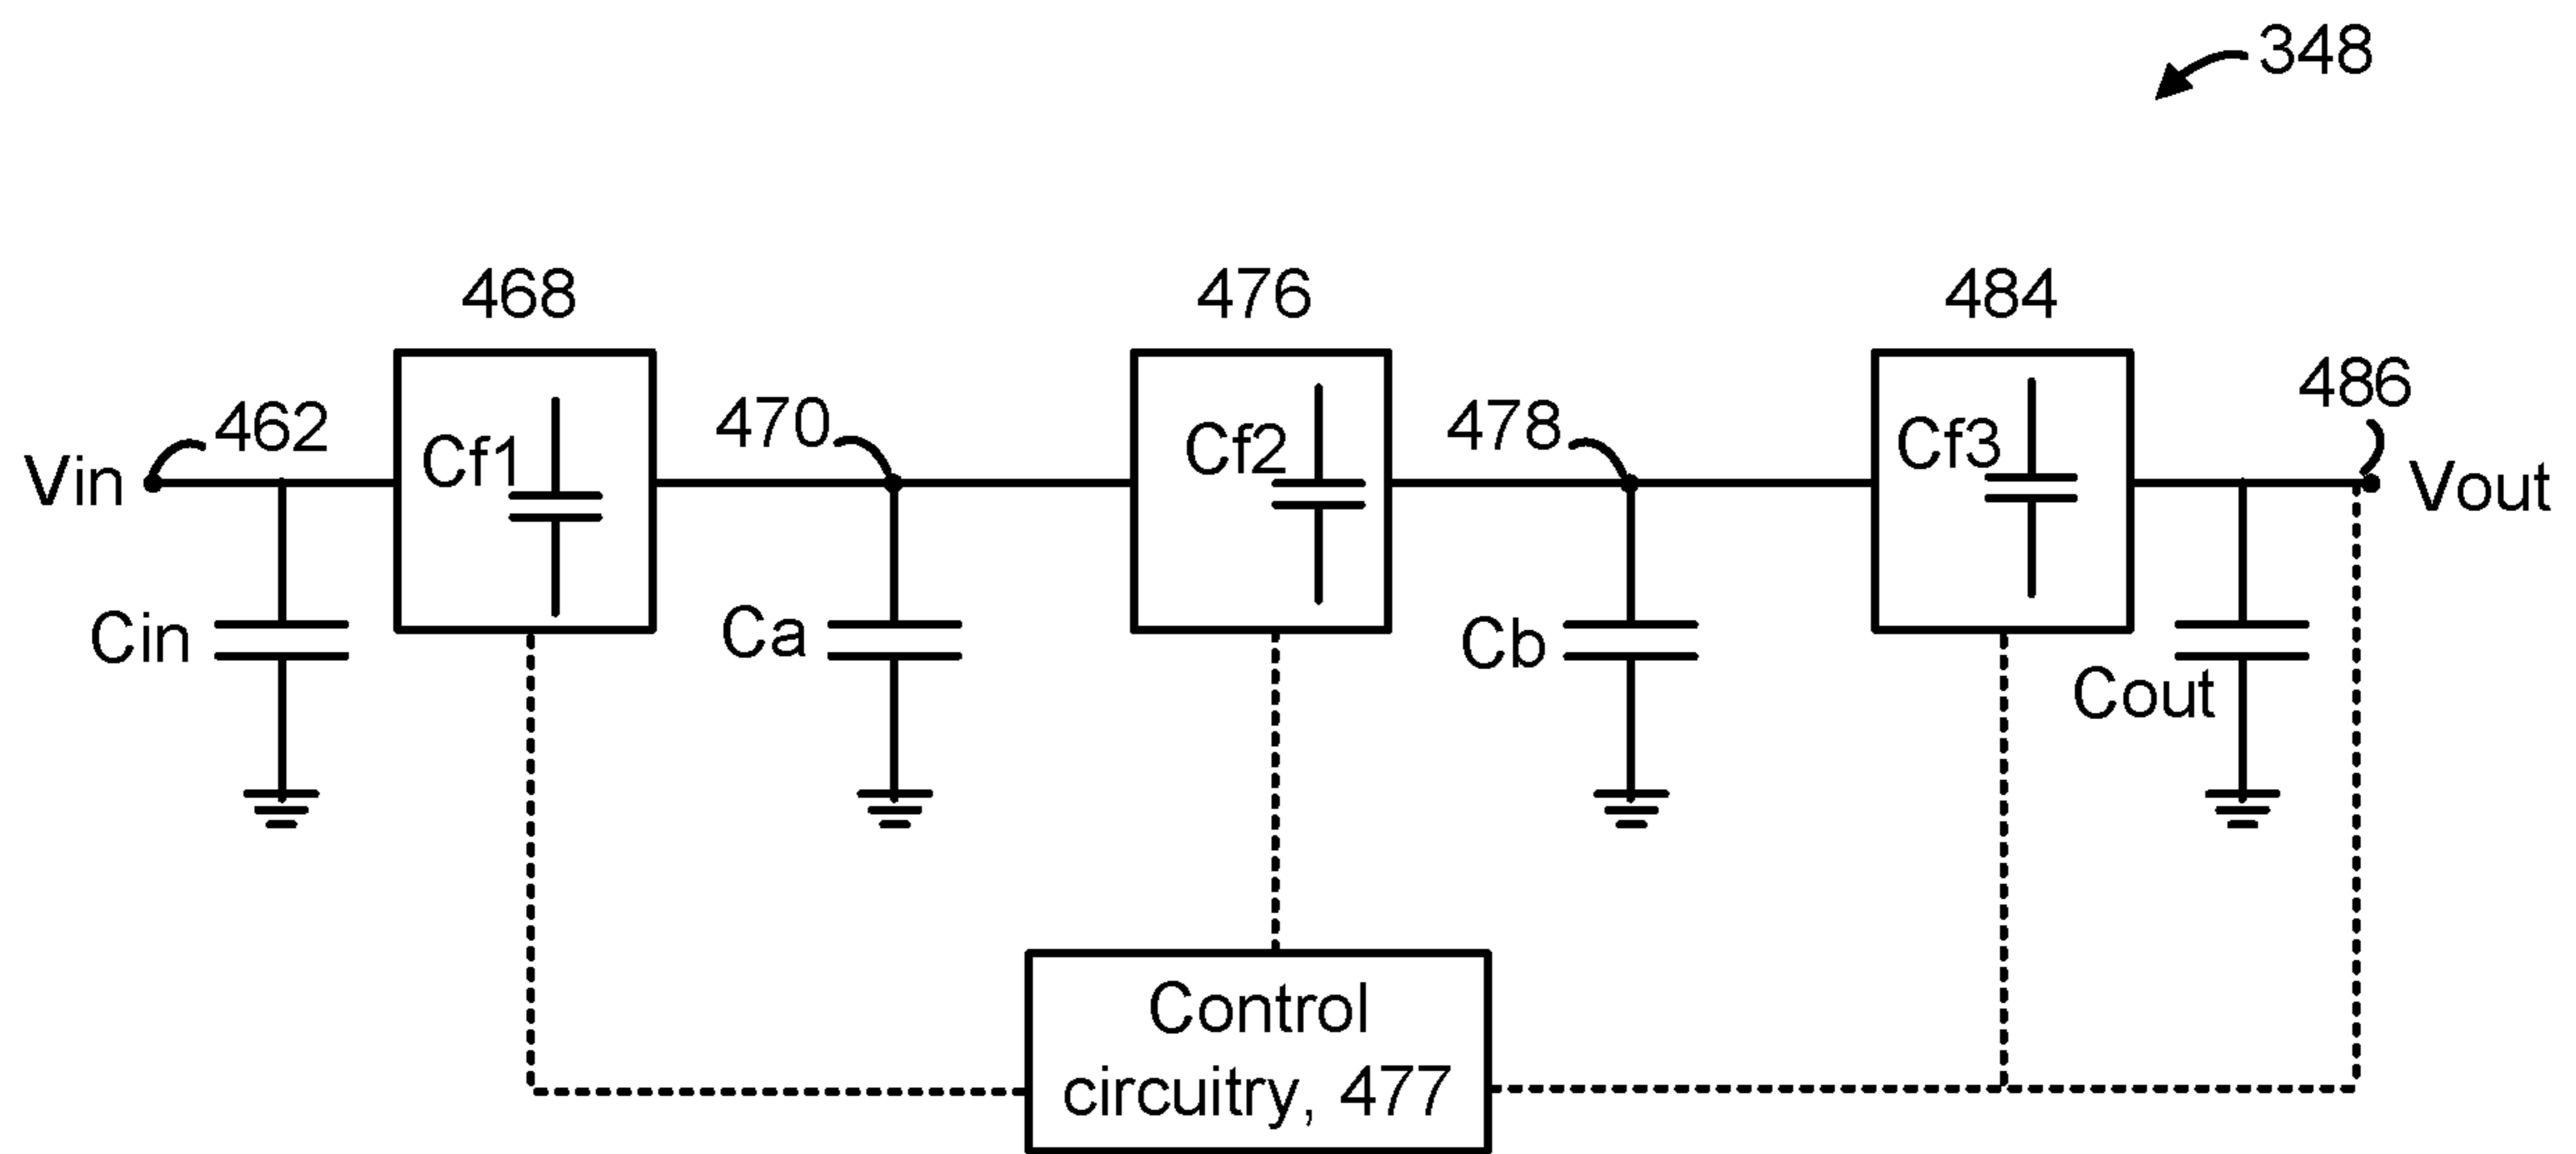 348
468
476
484
462
470
478
486
Vin
Cf1
Cf2
Cf3
Vout
Cin
Ca
Cb
Cout
Control
circuitry, 477